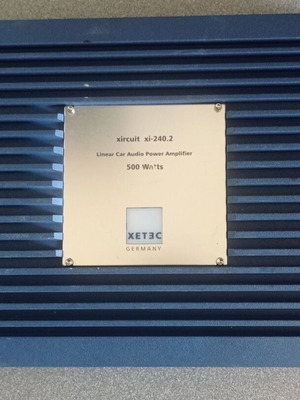 xircuit xi-240.2
Linear Car Audio Power Amplifier
500 Watts
XETEC
GERMANY